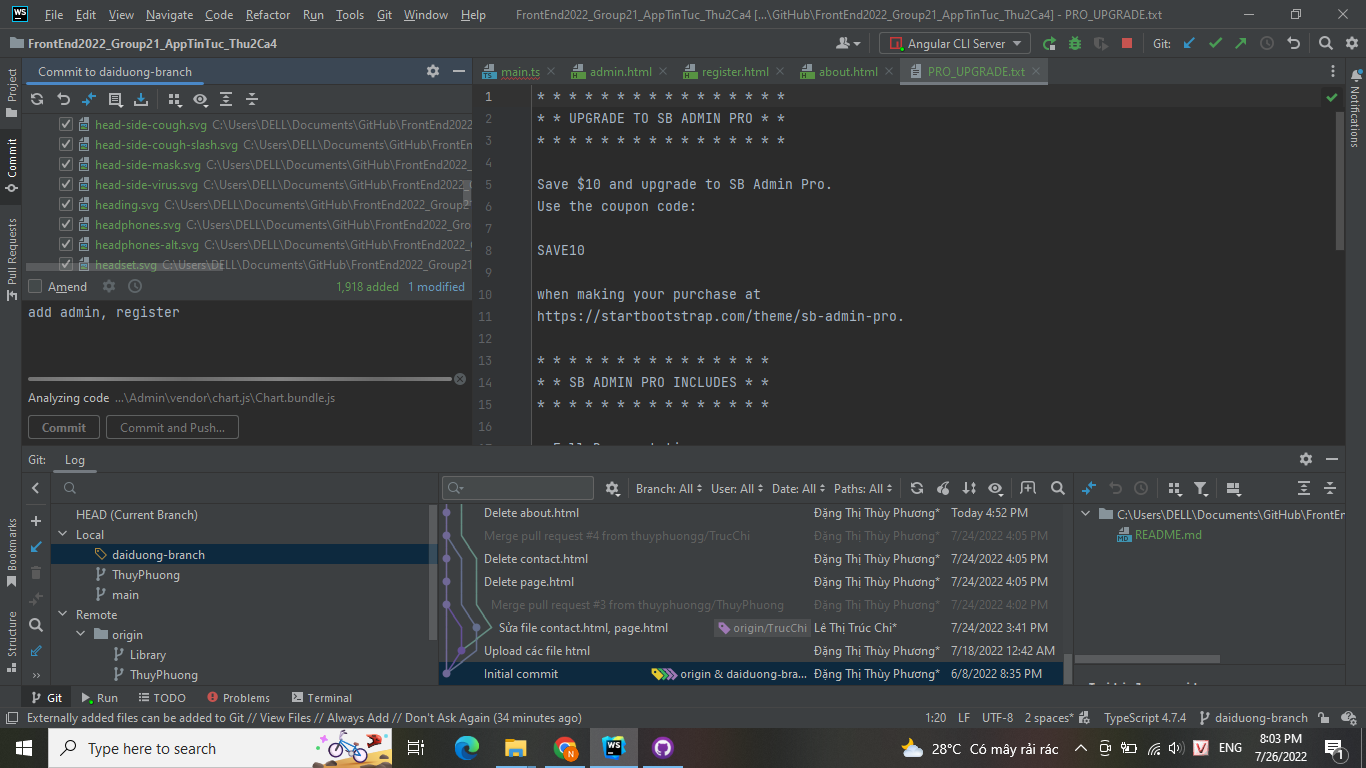 WS File Edit View Navigate Code Refactor Run Tools Git Window Help FrontEnd2022_Group21_AppTinTuc_Thu2Ca4 [...\GitHub\FrontEnd2022_Group21_AppTinTuc_Thu2Ca4] - PRO_UPGRADE.txt
FrontEnd2022_Group21_AppTinTuc_Thu2Ca4 Angular CLI Server Git:
Project
Commit
Pull Requests
Bookmarks
Structure
Notifications
Commit to daiduong-branch
head-side-cough.svg C:\Users\DELL\Documents\GitHub\FrontEnd2022
head-side-cough-slash.svg C:\Users\DELL\Documents\GitHub\FrontEn
head-side-mask.svg C:\Users\DELL\Documents\GitHub\FrontEnd2022_
head-side-virus.svg C:\Users\DELL\Documents\GitHub\FrontEnd2022_
heading.svg C:\Users\DELL\Documents\GitHub\FrontEnd2022_Group2
headphones.svg C:\Users\DELL\Documents\GitHub\FrontEnd2022_Gro
headphones-alt.svg C:\Users\DELL\Documents\GitHub\FrontEnd2022_
headset.svg C:\Users\DELL\Documents\GitHub\FrontEnd2022_Group21
Amend 1,918 added 1 modified
add admin, register
Analyzing code ...\Admin\vendor\chart.js\Chart.bundle.js
Commit Commit and Push...
main.ts admin.html register.html about.html PRO_UPGRADE.txt
1 * * * * * * * * * * * * * * * *
2 * * UPGRADE TO SB ADMIN PRO * *
3 * * * * * * * * * * * * * * * *
4
5 Save $10 and upgrade to SB Admin Pro.
6 Use the coupon code:
7
8 SAVE10
9
10 when making your purchase at
11 https://startbootstrap.com/theme/sb-admin-pro.
12
13 * * * * * * * * * * * * * * *
14 * * SB ADMIN PRO INCLUDES * *
15 * * * * * * * * * * * * * * *
16
Git: Log
HEAD (Current Branch)
Local
daiduong-branch
ThuyPhuong
main
Remote
origin
Library
ThuyPhuong
Branch: All User: All Date: All Paths: All
Delete about.html Đặng Thị Thùy Phương* Today 4:52 PM
Merge pull request #4 from thuyphuongg/TrucChi Đặng Thị Thùy Phương* 7/24/2022 4:05 PM
Delete contact.html Đặng Thị Thùy Phương* 7/24/2022 4:05 PM
Delete page.html Đặng Thị Thùy Phương* 7/24/2022 4:05 PM
Merge pull request #3 from thuyphuongg/ThuyPhuong Đặng Thị Thùy Phương* 7/24/2022 4:02 PM
Sửa file contact.html, page.html origin/TrucChi Lê Thị Trúc Chi* 7/24/2022 3:41 PM
Upload các file html Đặng Thị Thùy Phương* 7/18/2022 12:42 AM
Initial commit origin & daiduong-bra... Đặng Thị Thùy Phương* 6/8/2022 8:35 PM
C:\Users\DELL\Documents\GitHub\FrontEr
README.md
Git Run TODO Problems Terminal
Externally added files can be added to Git // View Files // Always Add // Don't Ask Again (34 minutes ago) 1:20 LF UTF-8 2 spaces* TypeScript 4.7.4 daiduong-branch
Type here to search 28°C Có mây rải rác V ENG 8:03 PM
7/26/2022 1